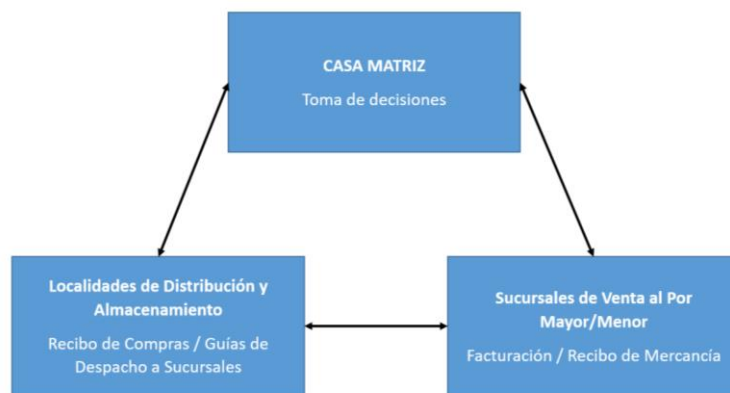 CASA MATRIZ
Toma de decisiones
Localidades de Distribución y
Almacenamiento
Recibo de Compras / Guías de
Despacho a Sucursales
Sucursales de Venta al Por
Mayor/Menor
Facturación / Recibo de Mercancía